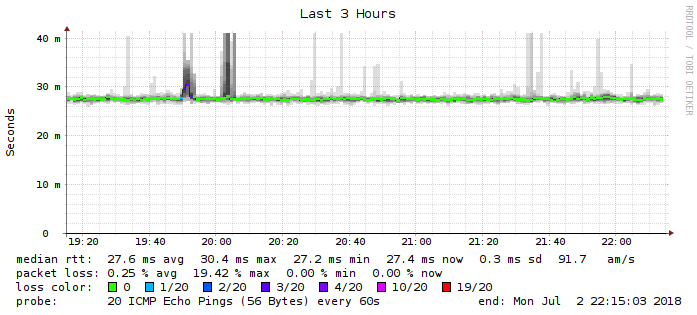 Last 3 Hours
RRDTOOL / TOBI OETIKER
Seconds
40 m
30 m
20 m
10 m
0
19:20 19:40 20:00 20:20 20:40 21:00 21:20 21:40 22:00
median rtt: 27.6 ms avg 30.4 ms max 27.2 ms min 27.4 ms now 0.3 ms sd 91.7 am/s
packet loss: 0.25 % avg 19.42 % max 0.00 % min 0.00 % now
loss color: 0 1/20 2/20 3/20 4/20 10/20 19/20
probe: 20 ICMP Echo Pings (56 Bytes) every 60s end: Mon Jul 2 22:15:03 2018